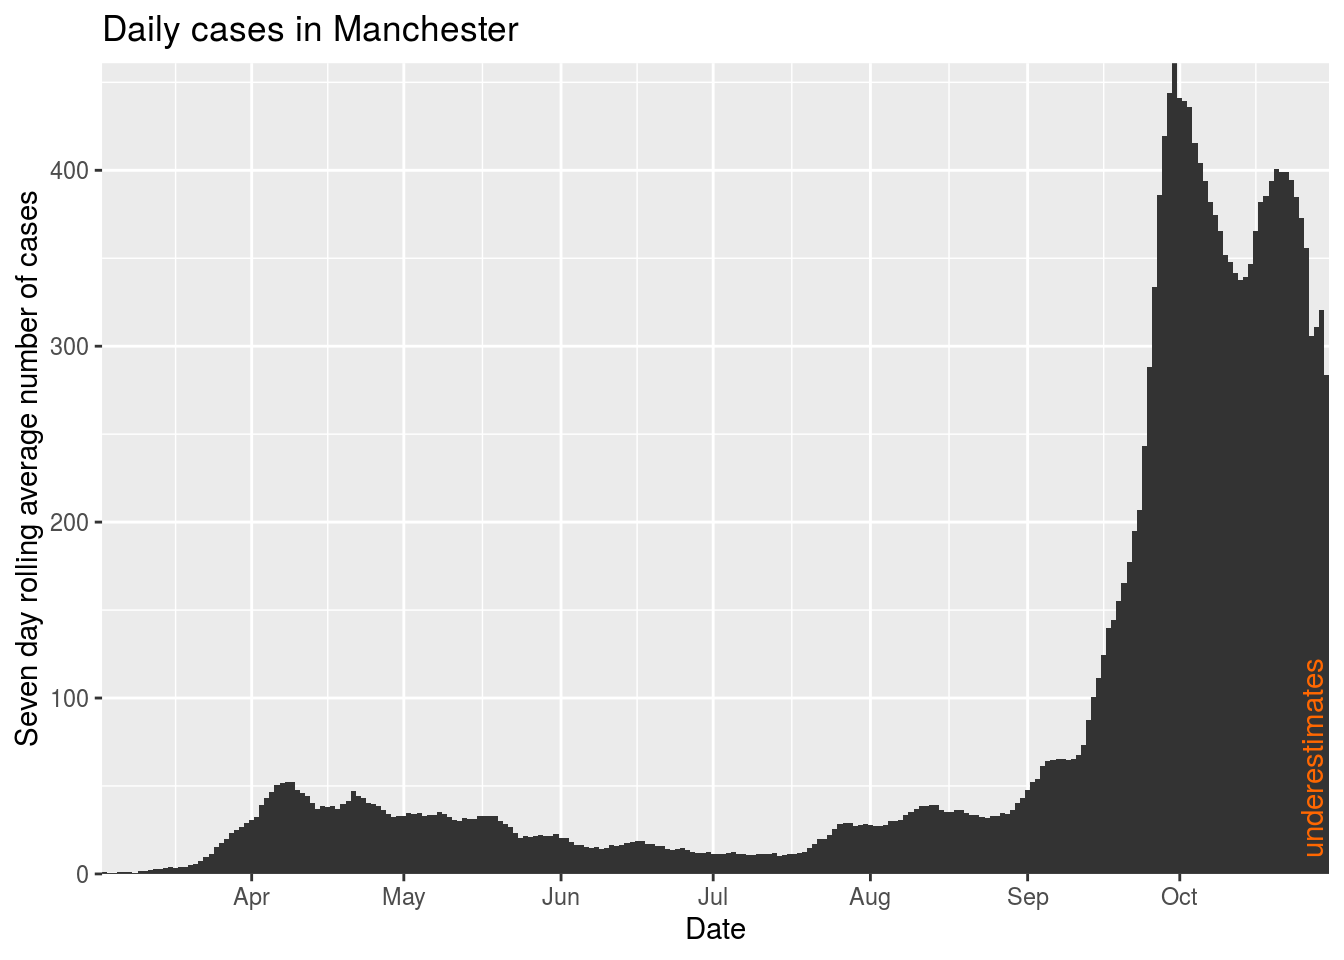 Daily cases in Manchester
Seven day rolling average number of cases
400
300
200
100
0
underestimates
Apr May Jun Jul Aug Sep Oct
Date